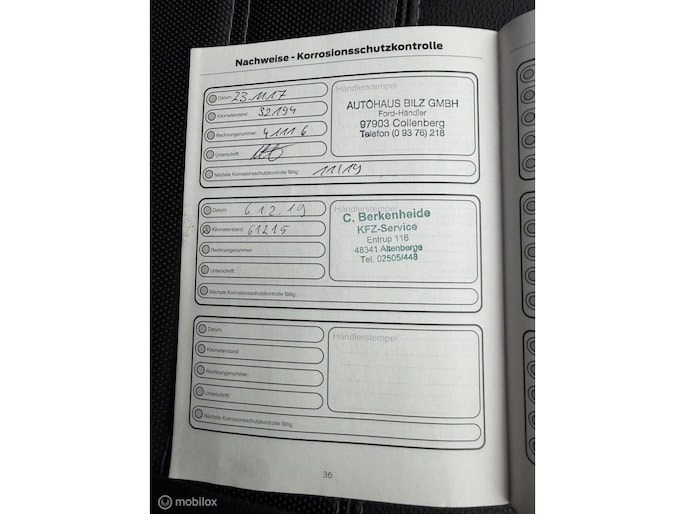 Nachweise - Korrosionsschutzkontrolle
Datum: 23.11.17
Kilometerstand: 32194
Rechnungsnummer: 41116
Unterschrift:
Nächste Korrosionsschutzkontrolle fällig: 11/19
Händlerstempel
AUTOHAUS BILZ GMBH
Ford-Händler
97903 Collenberg
Telefon (0 93 76) 218
Datum: 6.12.19
Kilometerstand: 61215
Rechnungsnummer:
Unterschrift:
Nächste Korrosionsschutzkontrolle fällig:
Händlerstempel
C. Berkenheide
KFZ-Service
Entrup 116
48341 Altenberge
Tel. 02505/448
Datum:
Kilometerstand:
Rechnungsnummer:
Unterschrift:
Nächste Korrosionsschutzkontrolle fällig:
Händlerstempel
36
mobilox